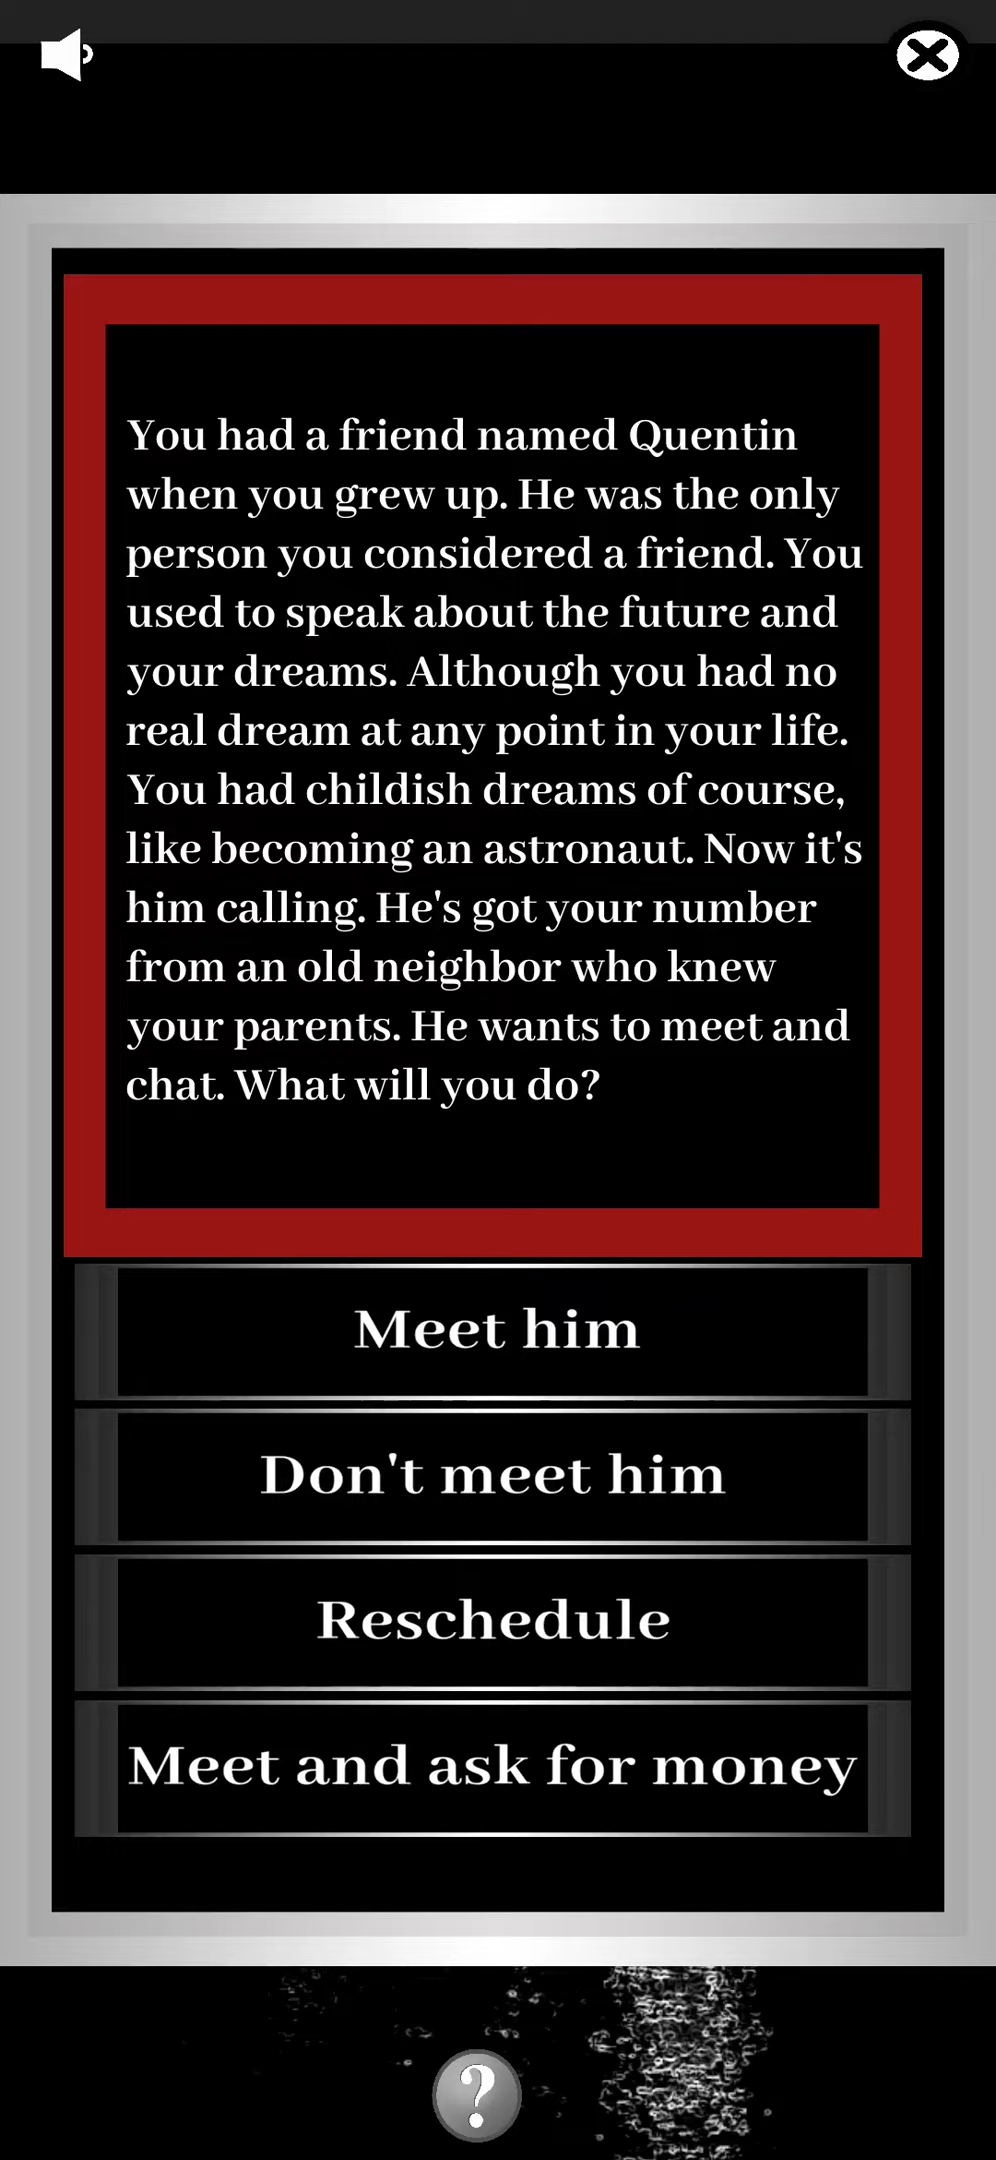 You had a friend named Quentin
when you grew up. He was the only
person you considered a friend. You
used to speak about the future and
your dreams. Although you had no
real dream at any point in your life.
You had childish dreams of course,
like becoming an astronaut. Now it's
him calling. He's got your number
from an old neighbor who knew
your parents. He wants to meet and
chat. What will you do?
Meet him
Don't meet him
Reschedule
Meet and ask for money
?